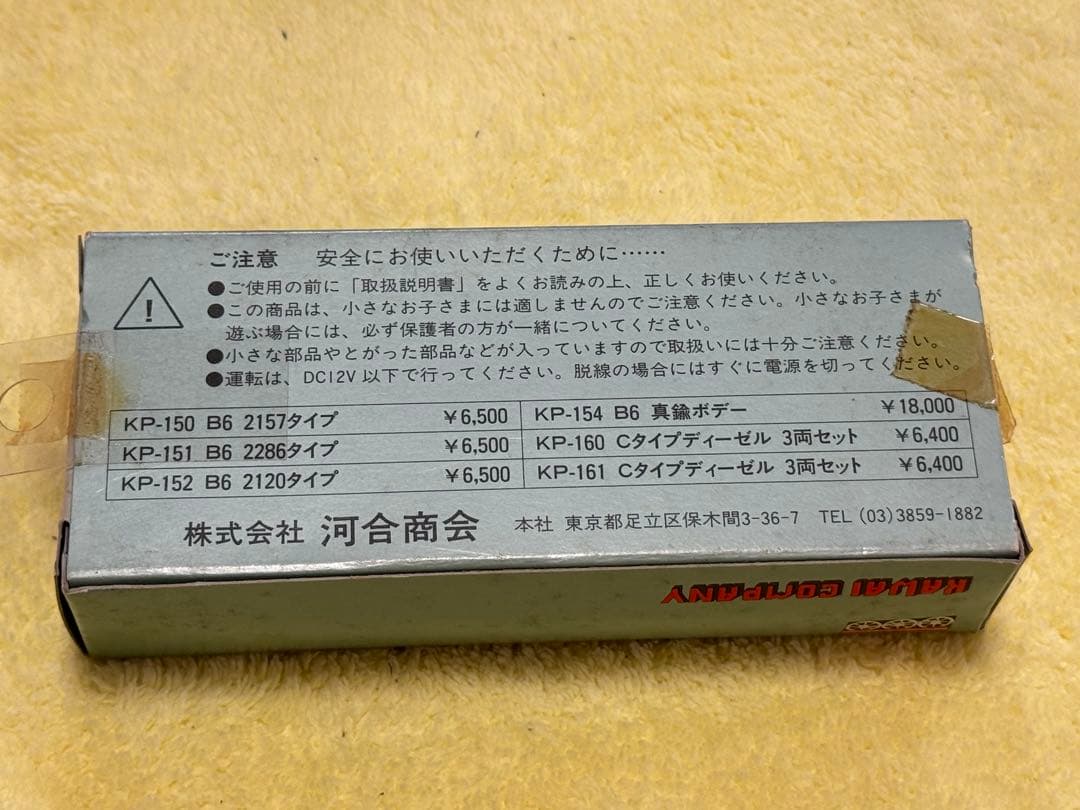 ご注意　安全にお使いいただくために……
●ご使用の前に「取扱説明書」をよくお読みの上、正しくお使いください。
●この商品は、小さなお子さまには適しませんのでご注意ください。小さなお子さまが
遊ぶ場合には、必ず保護者の方が一緒についてください。
●小さな部品やとがった部品などが入っていますので取扱いには十分ご注意ください。
●運転は、DC12V以下で行ってください。脱線の場合にはすぐに電源を切ってください。
KP-150 B6 2157タイプ ￥6,500
KP-151 B6 2286タイプ ￥6,500
KP-152 B6 2120タイプ ￥6,500
KP-154 B6 真鍮ボデー ￥18,000
KP-160 Cタイプディーゼル 3両セット ￥6,400
KP-161 Cタイプディーゼル 3両セット ￥6,400
株式会社 河合商会 本社 東京都足立区保木間3-36-7 TEL (03)3859-1882
KAWAI COMPANY